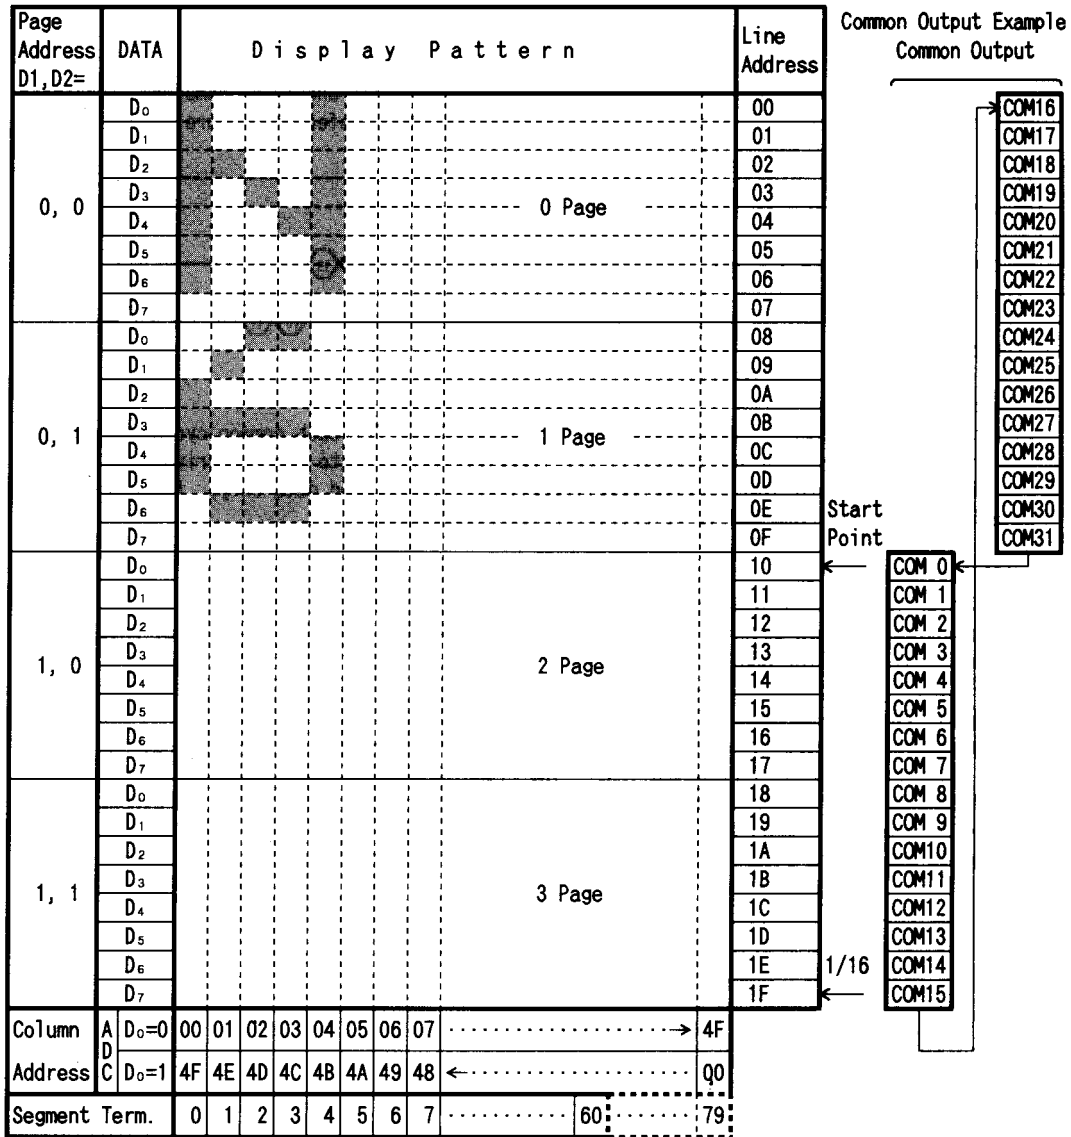 Page Address D1,D2= DATA Display Pattern Line Address Common Output Example
Common Output
D0 00 COM16
D1 01 COM17
D2 02 COM18
D3 03 COM19
0, 0 0 Page
D4 04 COM20
D5 05 COM21
D6 06 COM22
D7 07 COM23
D0 08 COM24
D1 09 COM25
D2 0A COM26
D3 0B COM27
0, 1 1 Page
D4 0C COM28
D5 0D COM29
D6 0E Start COM30
D7 0F Point COM31
D0 10 COM 0
D1 11 COM 1
D2 12 COM 2
D3 13 COM 3
1, 0 2 Page
D4 14 COM 4
D5 15 COM 5
D6 16 COM 6
D7 17 COM 7
D0 18 COM 8
D1 19 COM 9
D2 1A COM10
D3 1B COM11
1, 1 3 Page
D4 1C COM12
D5 1D COM13
D6 1E 1/16 COM14
D7 1F COM15
Column Address ADC
D0=0 00 01 02 03 04 05 06 07 4F
D0=1 4F 4E 4D 4C 4B 4A 49 48 00
Segment Term. 0 1 2 3 4 5 6 7 60 79